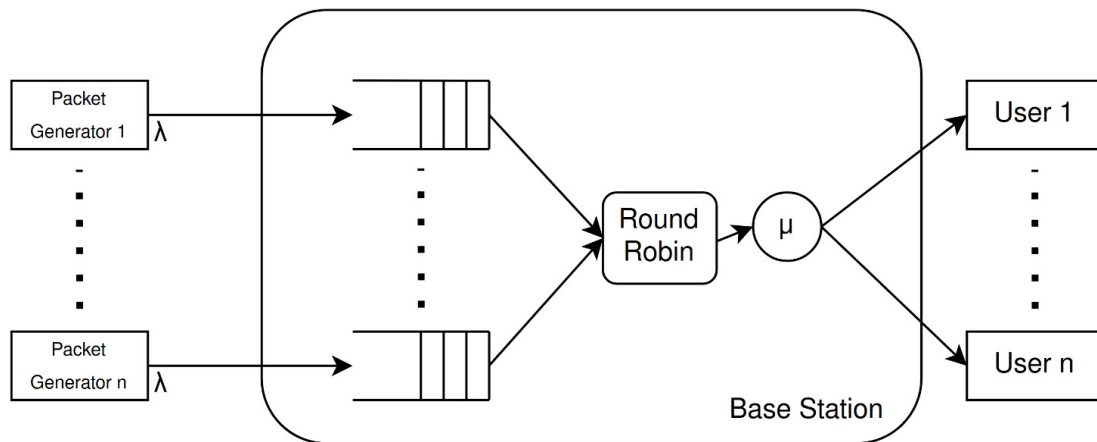 Packet
Generator 1
λ
User 1
Round
Robin
μ
Packet
Generator n
λ
User n
Base Station